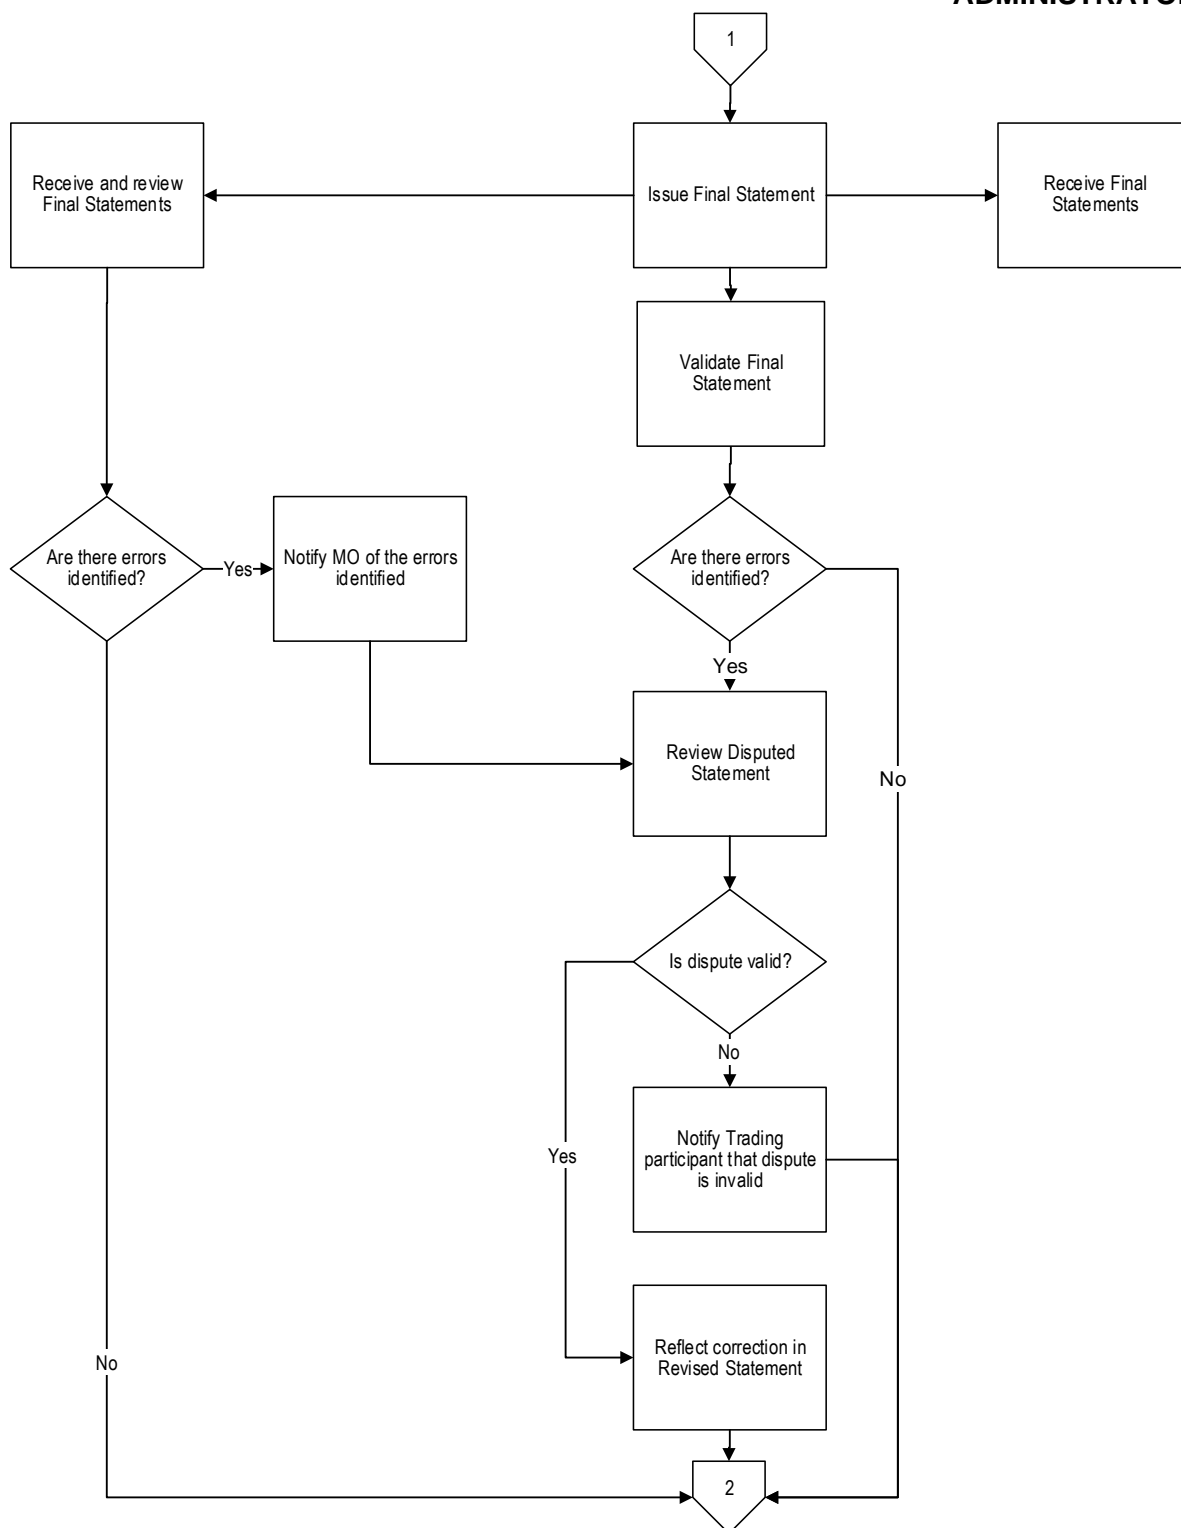 1
Receive and review
Final Statements
Issue Final Statement
Receive Final
Statements
Validate Final
Statement
Are there errors
identified?
Yes
Notify MO of the errors
identified
Are there errors
identified?
Yes
Review Disputed
Statement
No
Is dispute valid?
No
Yes
Notify Trading
participant that dispute
is invalid
Reflect correction in
Revised Statement
No
2